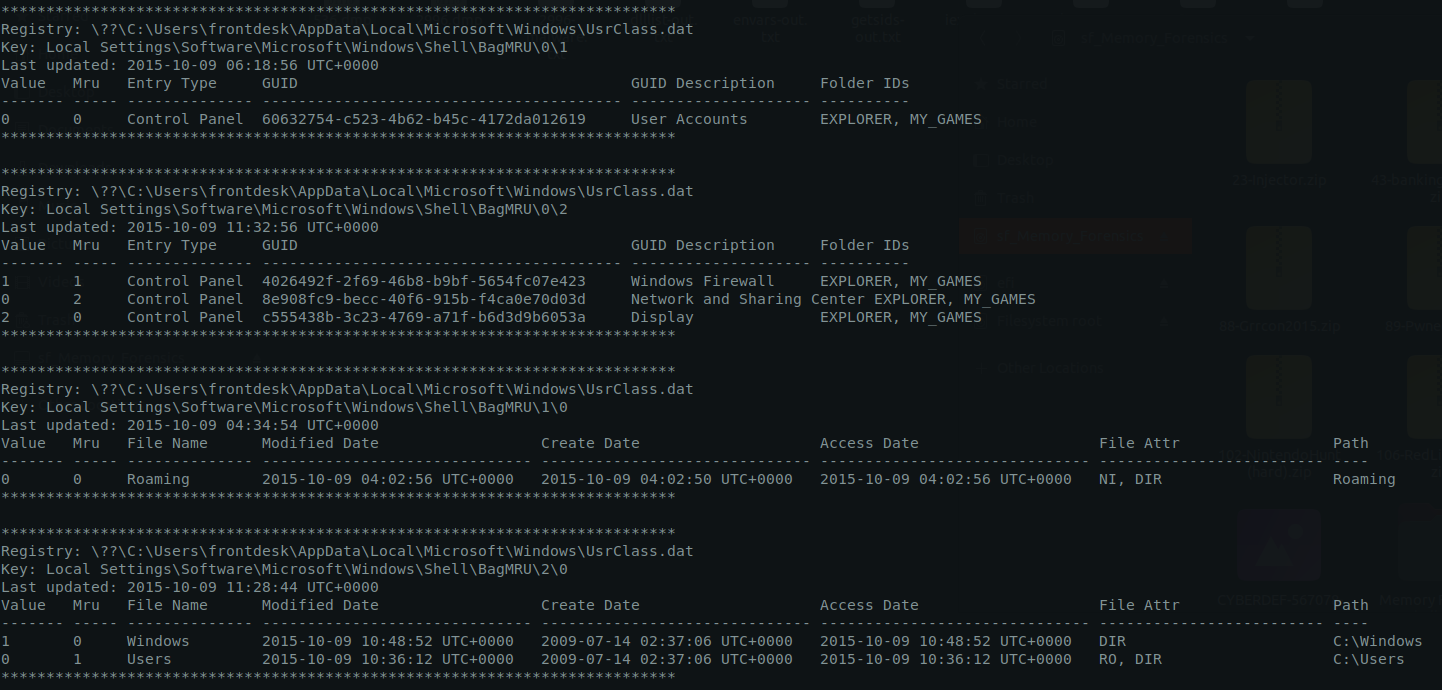 ***************************************************************************
Registry: \??\C:\Users\frontdesk\AppData\Local\Microsoft\Windows\UsrClass.dat
Key: Local Settings\Software\Microsoft\Windows\Shell\BagMRU\0\1
Last updated: 2015-10-09 06:18:56 UTC+0000
Value   Mru   Entry Type     GUID                                     GUID Description     Folder IDs
------- ----- -------------- ---------------------------------------- -------------------- ----------
0       0     Control Panel  60632754-c523-4b62-b45c-4172da012619     User Accounts        EXPLORER, MY_GAMES
***************************************************************************

***************************************************************************
Registry: \??\C:\Users\frontdesk\AppData\Local\Microsoft\Windows\UsrClass.dat
Key: Local Settings\Software\Microsoft\Windows\Shell\BagMRU\0\2
Last updated: 2015-10-09 11:32:56 UTC+0000
Value   Mru   Entry Type     GUID                                     GUID Description     Folder IDs
------- ----- -------------- ---------------------------------------- -------------------- ----------
1       1     Control Panel  4026492f-2f69-46b8-b9bf-5654fc07e423     Windows Firewall     EXPLORER, MY_GAMES
0       2     Control Panel  8e908fc9-becc-40f6-915b-f4ca0e70d03d     Network and Sharing Center EXPLORER, MY_GAMES
2       0     Control Panel  c555438b-3c23-4769-a71f-b6d3d9b6053a     Display              EXPLORER, MY_GAMES
***************************************************************************

***************************************************************************
Registry: \??\C:\Users\frontdesk\AppData\Local\Microsoft\Windows\UsrClass.dat
Key: Local Settings\Software\Microsoft\Windows\Shell\BagMRU\1\0
Last updated: 2015-10-09 04:34:54 UTC+0000
Value   Mru   File Name      Modified Date                  Create Date                    Access Date                    File Attr                 Path
------- ----- -------------- ------------------------------ ------------------------------ ------------------------------ ------------------------- ----
0       0     Roaming        2015-10-09 04:02:56 UTC+0000   2015-10-09 04:02:50 UTC+0000   2015-10-09 04:02:56 UTC+0000   NI, DIR                   Roaming
***************************************************************************

***************************************************************************
Registry: \??\C:\Users\frontdesk\AppData\Local\Microsoft\Windows\UsrClass.dat
Key: Local Settings\Software\Microsoft\Windows\Shell\BagMRU\2\0
Last updated: 2015-10-09 11:28:44 UTC+0000
Value   Mru   File Name      Modified Date                  Create Date                    Access Date                    File Attr                 Path
------- ----- -------------- ------------------------------ ------------------------------ ------------------------------ ------------------------- ----
1       0     Windows        2015-10-09 10:48:52 UTC+0000   2009-07-14 02:37:06 UTC+0000   2015-10-09 10:48:52 UTC+0000   DIR                       C:\Windows
0       1     Users          2015-10-09 10:36:12 UTC+0000   2009-07-14 02:37:06 UTC+0000   2015-10-09 10:36:12 UTC+0000   RO, DIR                   C:\Users
***************************************************************************